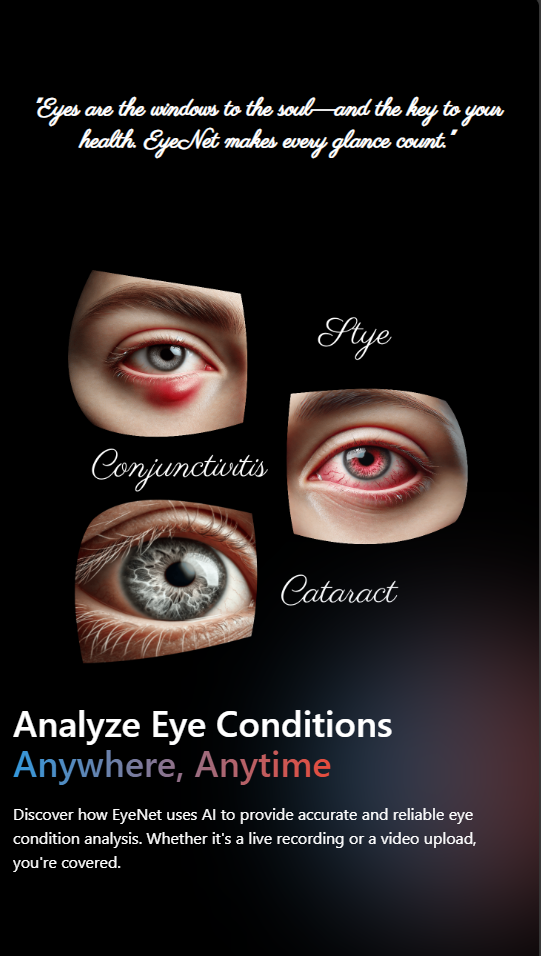 "Eyes are the windows to the soul—and the key to your
health. EyeNet makes every glance count."
Stye
Conjunctivitis
Cataract
Analyze Eye Conditions
Anywhere, Anytime
Discover how EyeNet uses AI to provide accurate and reliable eye
condition analysis. Whether it's a live recording or a video upload,
you're covered.